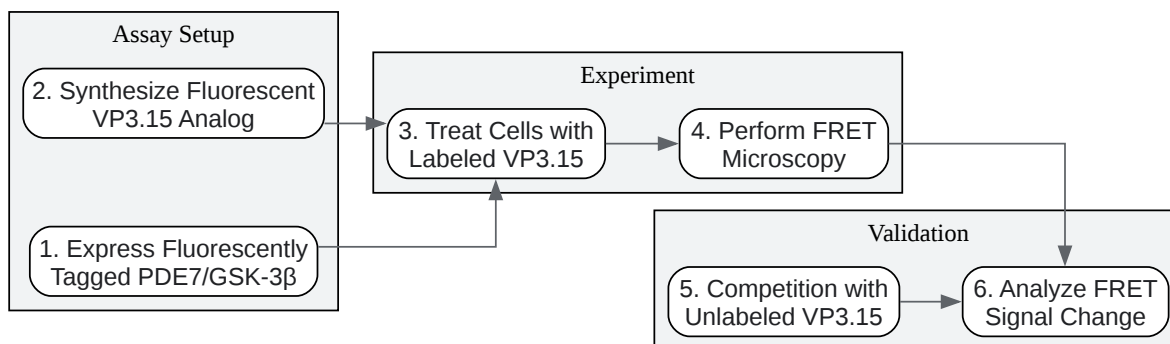 Assay Setup
2. Synthesize Fluorescent
VP3.15 Analog
1. Express Fluorescently
Tagged PDE7/GSK-3β
Experiment
3. Treat Cells with
Labeled VP3.15
4. Perform FRET
Microscopy
Validation
5. Competition with
Unlabeled VP3.15
6. Analyze FRET
Signal Change